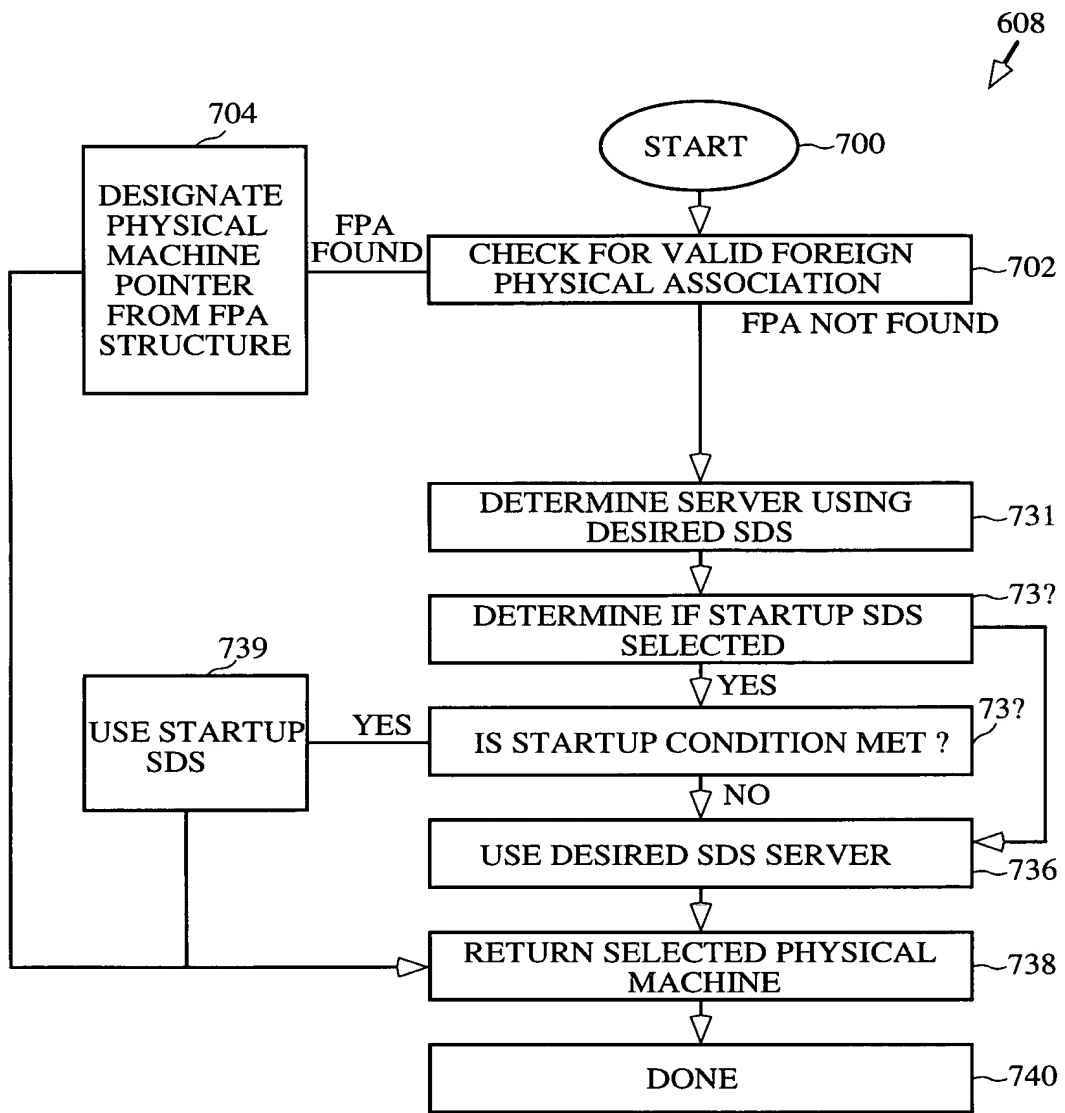 608
704
START
700
DESIGNATE
PHYSICAL
MACHINE
POINTER
FROM FPA
STRUCTURE
FPA
FOUND
CHECK FOR VALID FOREIGN
PHYSICAL ASSOCIATION
702
FPA NOT FOUND
DETERMINE SERVER USING
DESIRED SDS
731
DETERMINE IF STARTUP SDS
SELECTED
73?
YES
739
USE STARTUP
SDS
YES
IS STARTUP CONDITION MET ?
73?
NO
USE DESIRED SDS SERVER
736
RETURN SELECTED PHYSICAL
MACHINE
738
DONE
740